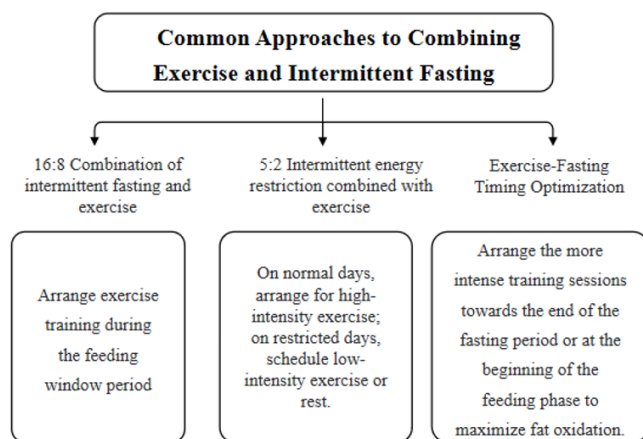 Common Approaches to Combining
Exercise and Intermittent Fasting
16:8 Combination of
intermittent fasting and
exercise
5:2 Intermittent energy
restriction combined with
exercise
Exercise-Fasting
Timing Optimization
Arrange exercise
training during
the feeding
window period
On normal days,
arrange for high-
intensity exercise;
on restricted days,
schedule low-
intensity exercise or
rest.
Arrange the more
intense training sessions
towards the end of the
fasting period or at the
beginning of the
feeding phase to
maximize fat oxidation.